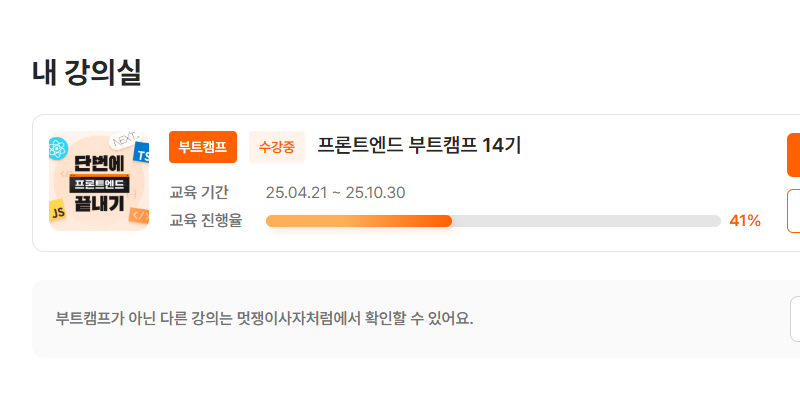 내 강의실
NEXT.
TS
단번에
프론트엔드
끝내기
JS
</>
부트캠프 수강중 프론트엔드 부트캠프 14기
교육 기간 25.04.21 ~ 25.10.30
교육 진행율 41%
부트캠프가 아닌 다른 강의는 멋쟁이사자처럼에서 확인할 수 있어요.